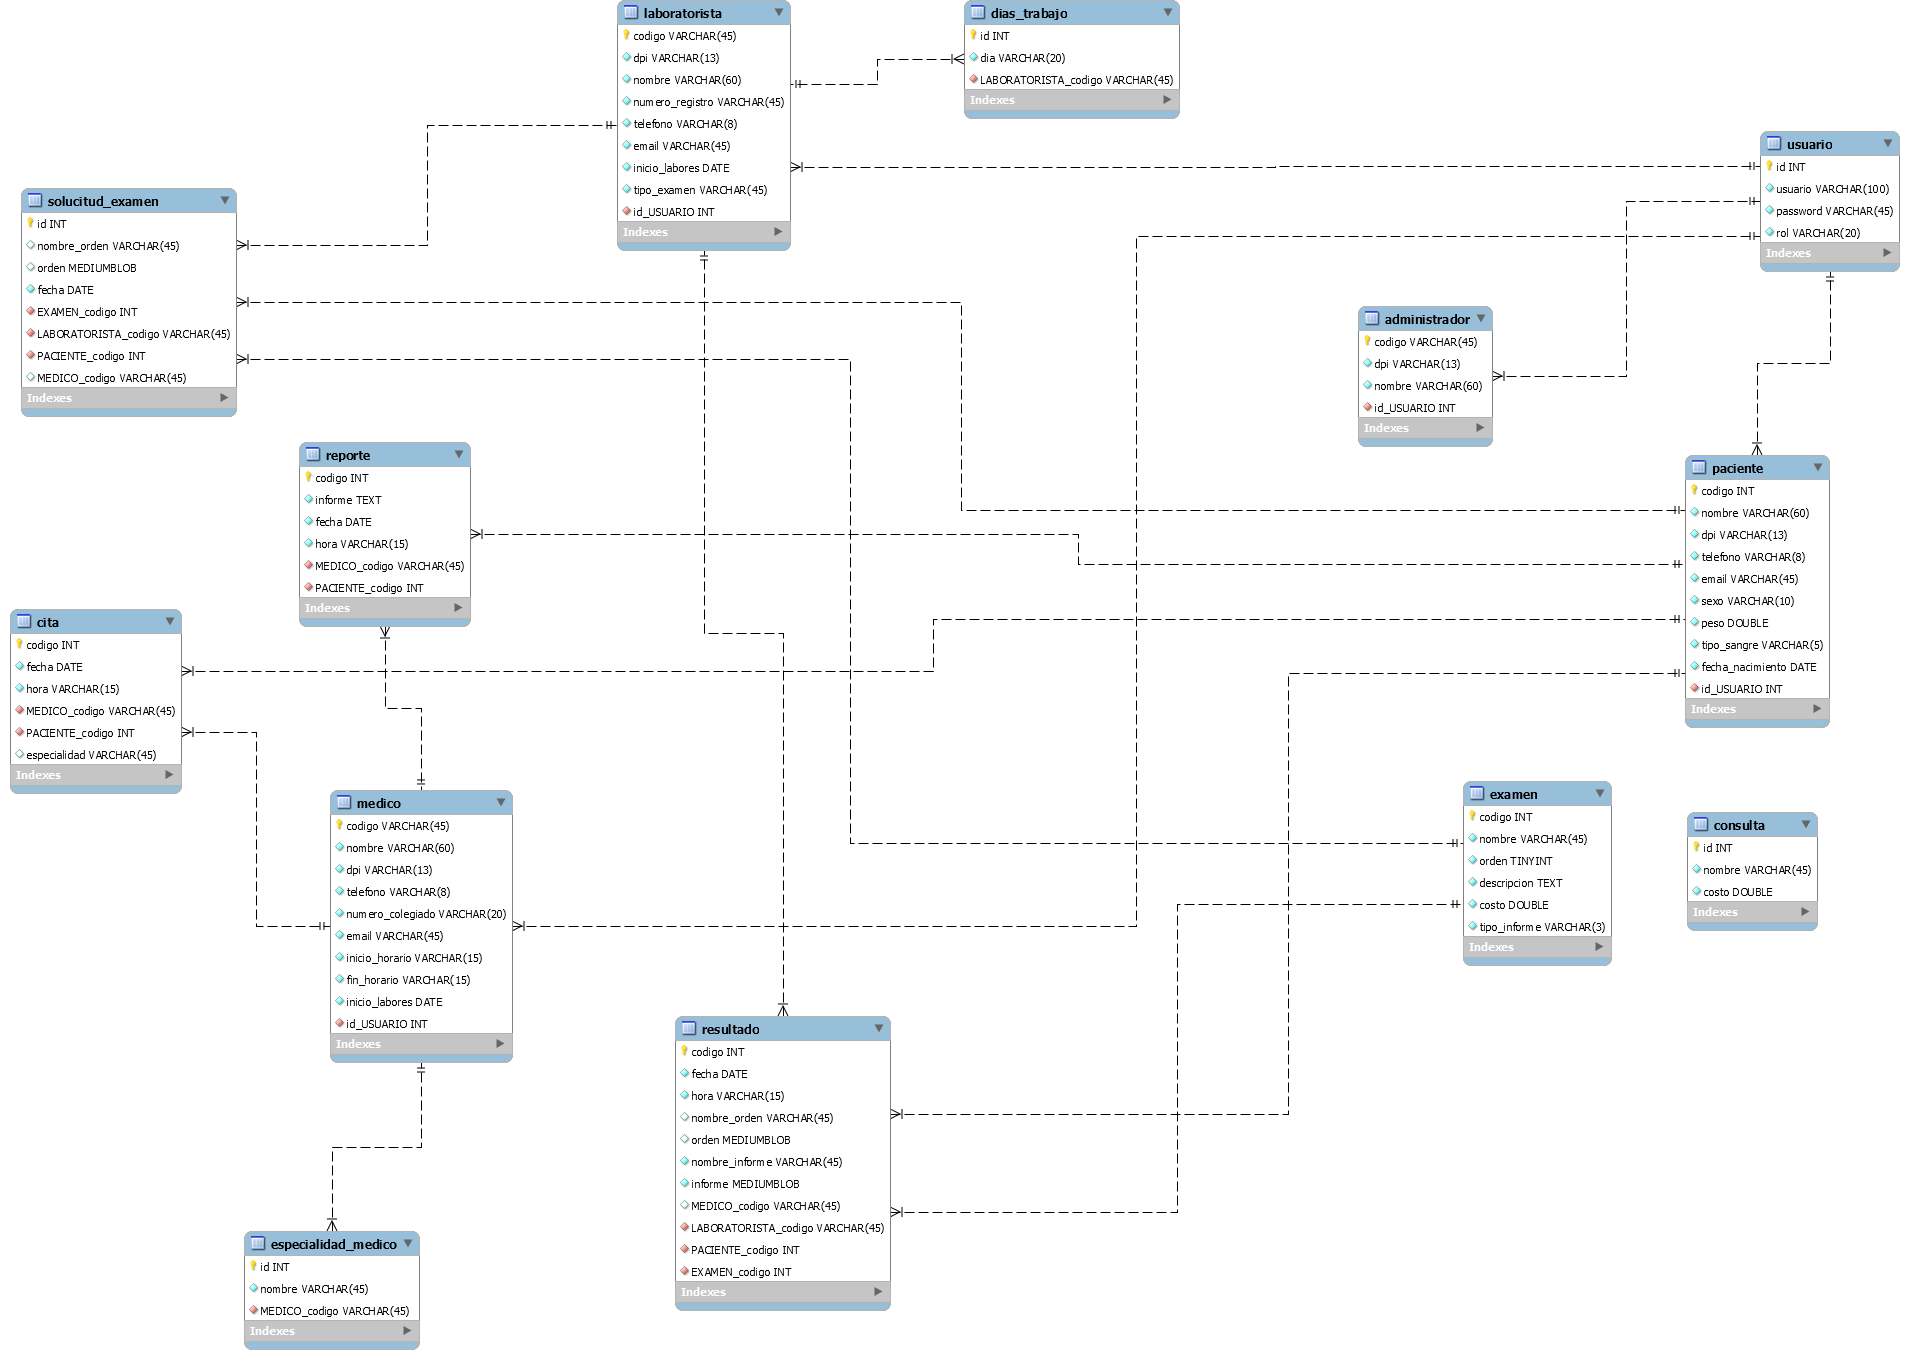 laboratorista
codigo VARCHAR(45)
dpi VARCHAR(13)
nombre VARCHAR(60)
numero_registro VARCHAR(45)
telefono VARCHAR(8)
email VARCHAR(45)
inicio_labores DATE
tipo_examen VARCHAR(45)
id_USUARIO INT
Indexes
dias_trabajo
id INT
dia VARCHAR(20)
LABORATORISTA_codigo VARCHAR(45)
Indexes
usuario
id INT
usuario VARCHAR(100)
password VARCHAR(45)
rol VARCHAR(20)
Indexes
solucitud_examen
id INT
nombre_orden VARCHAR(45)
orden MEDIUMBLOB
fecha DATE
EXAMEN_codigo INT
LABORATORISTA_codigo VARCHAR(45)
PACIENTE_codigo INT
MEDICO_codigo VARCHAR(45)
Indexes
administrador
codigo VARCHAR(45)
dpi VARCHAR(13)
nombre VARCHAR(60)
id_USUARIO INT
Indexes
reporte
codigo INT
informe TEXT
fecha DATE
hora VARCHAR(15)
MEDICO_codigo VARCHAR(45)
PACIENTE_codigo INT
Indexes
paciente
codigo INT
nombre VARCHAR(60)
dpi VARCHAR(13)
telefono VARCHAR(8)
email VARCHAR(45)
sexo VARCHAR(10)
peso DOUBLE
tipo_sangre VARCHAR(5)
fecha_nacimiento DATE
id_USUARIO INT
Indexes
cita
codigo INT
fecha DATE
hora VARCHAR(15)
MEDICO_codigo VARCHAR(45)
PACIENTE_codigo INT
especialidad VARCHAR(45)
Indexes
medico
codigo VARCHAR(45)
nombre VARCHAR(60)
dpi VARCHAR(13)
telefono VARCHAR(8)
numero_colegiado VARCHAR(20)
email VARCHAR(45)
inicio_horario VARCHAR(15)
fin_horario VARCHAR(15)
inicio_labores DATE
id_USUARIO INT
Indexes
examen
codigo INT
nombre VARCHAR(45)
orden TINYINT
descripcion TEXT
costo DOUBLE
tipo_informe VARCHAR(3)
Indexes
consulta
id INT
nombre VARCHAR(45)
costo DOUBLE
Indexes
resultado
codigo INT
fecha DATE
hora VARCHAR(15)
nombre_orden VARCHAR(45)
orden MEDIUMBLOB
nombre_informe VARCHAR(45)
informe MEDIUMBLOB
MEDICO_codigo VARCHAR(45)
LABORATORISTA_codigo VARCHAR(45)
PACIENTE_codigo INT
EXAMEN_codigo INT
Indexes
especialidad_medico
id INT
nombre VARCHAR(45)
MEDICO_codigo VARCHAR(45)
Indexes